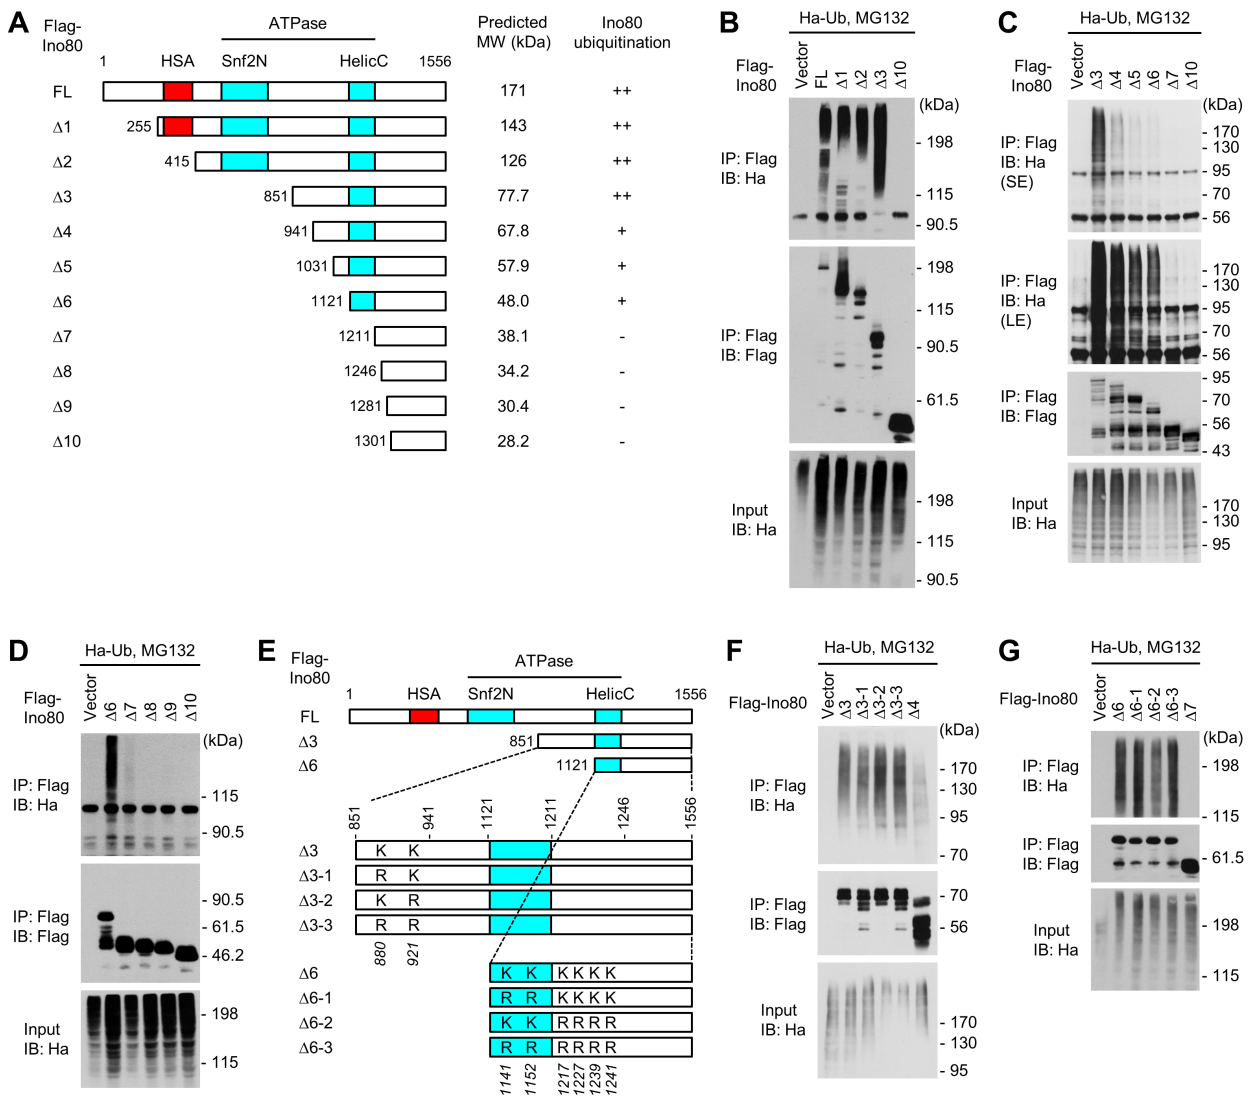 A
Flag-
Ino80
ATPase
Predicted
MW (kDa)
Ino80
ubiquitination
1
HSA
Snf2N
HelicC
1556
FL
171
++
Δ1
255
143
++
Δ2
415
126
++
Δ3
851
77.7
++
Δ4
941
67.8
+
Δ5
1031
57.9
+
Δ6
1121
48.0
+
Δ7
1211
38.1
-
Δ8
1246
34.2
-
Δ9
1281
30.4
-
Δ10
1301
28.2
-
B
Ha-Ub, MG132
Flag-
Ino80
Vector
FL
Δ1
Δ2
Δ3
Δ10
(kDa)
IP: Flag
IB: Ha
- 198
- 115
- 90.5
IP: Flag
IB: Flag
- 198
- 115
- 90.5
- 61.5
Input
IB: Ha
- 198
- 115
- 90.5
C
Ha-Ub, MG132
Flag-
Ino80
Vector
Δ3
Δ4
Δ5
Δ6
Δ7
Δ10
(kDa)
IP: Flag
IB: Ha
(SE)
- 170
- 130
- 95
- 70
- 56
IP: Flag
IB: Ha
(LE)
- 170
- 130
- 95
- 70
- 56
IP: Flag
IB: Flag
- 95
- 70
- 56
- 43
Input
IB: Ha
- 170
- 130
- 95
D
Ha-Ub, MG132
Flag-
Ino80
Vector
Δ6
Δ7
Δ8
Δ9
Δ10
(kDa)
IP: Flag
IB: Ha
- 115
- 90.5
IP: Flag
IB: Flag
- 90.5
- 61.5
- 46.2
Input
IB: Ha
- 198
- 115
E
Flag-
Ino80
ATPase
1
HSA
Snf2N
HelicC
1556
FL
Δ3
851
Δ6
1121
851
941
1121
1211
1246
1556
Δ3
K K
Δ3-1
R K
Δ3-2
K R
Δ3-3
R R
880
921
Δ6
K K K K K K
Δ6-1
R R K K K K
Δ6-2
K K R R R R
Δ6-3
R R R R R R
1141
1152
1217
1227
1239
1241
F
Ha-Ub, MG132
Flag-Ino80
Vector
Δ3
Δ3-1
Δ3-2
Δ3-3
Δ4
(kDa)
IP: Flag
IB: Ha
- 170
- 130
- 95
- 70
IP: Flag
IB: Flag
- 70
- 56
Input
IB: Ha
- 170
- 130
- 95
G
Ha-Ub, MG132
Flag-Ino80
Vector
Δ6
Δ6-1
Δ6-2
Δ6-3
Δ7
(kDa)
IP: Flag
IB: Ha
- 198
- 115
IP: Flag
IB: Flag
- 61.5
Input
IB: Ha
- 198
- 115